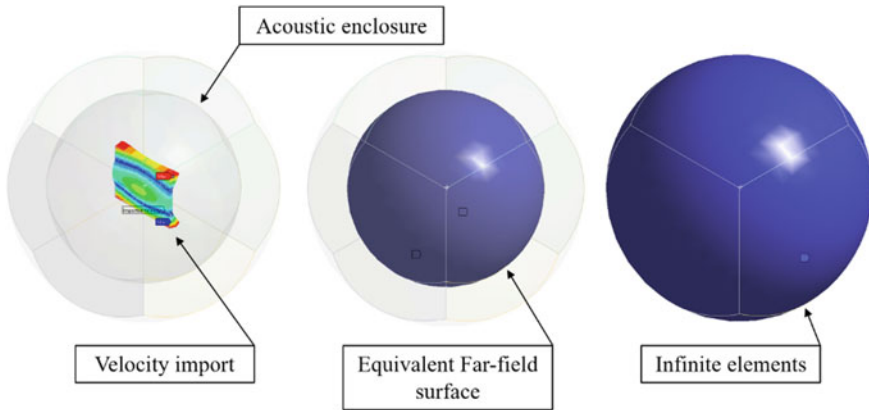 Acoustic enclosure
Velocity import
Equivalent Far-field
surface
Infinite elements